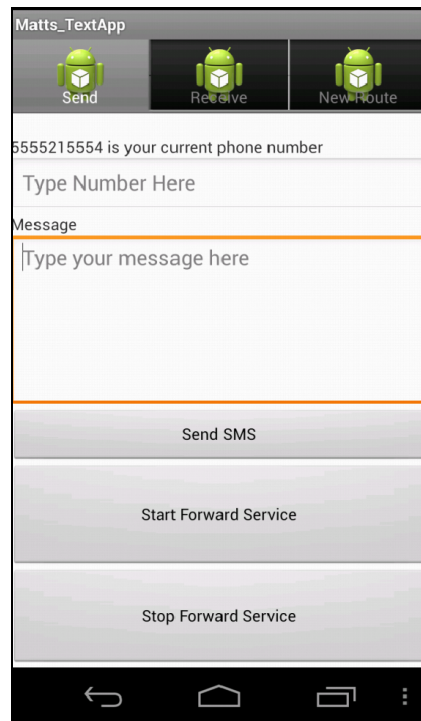 Matts_TextApp
Send
Receive
New Route
5555215554 is your current phone number
Type Number Here
Message
Type your message here
Send SMS
Start Forward Service
Stop Forward Service